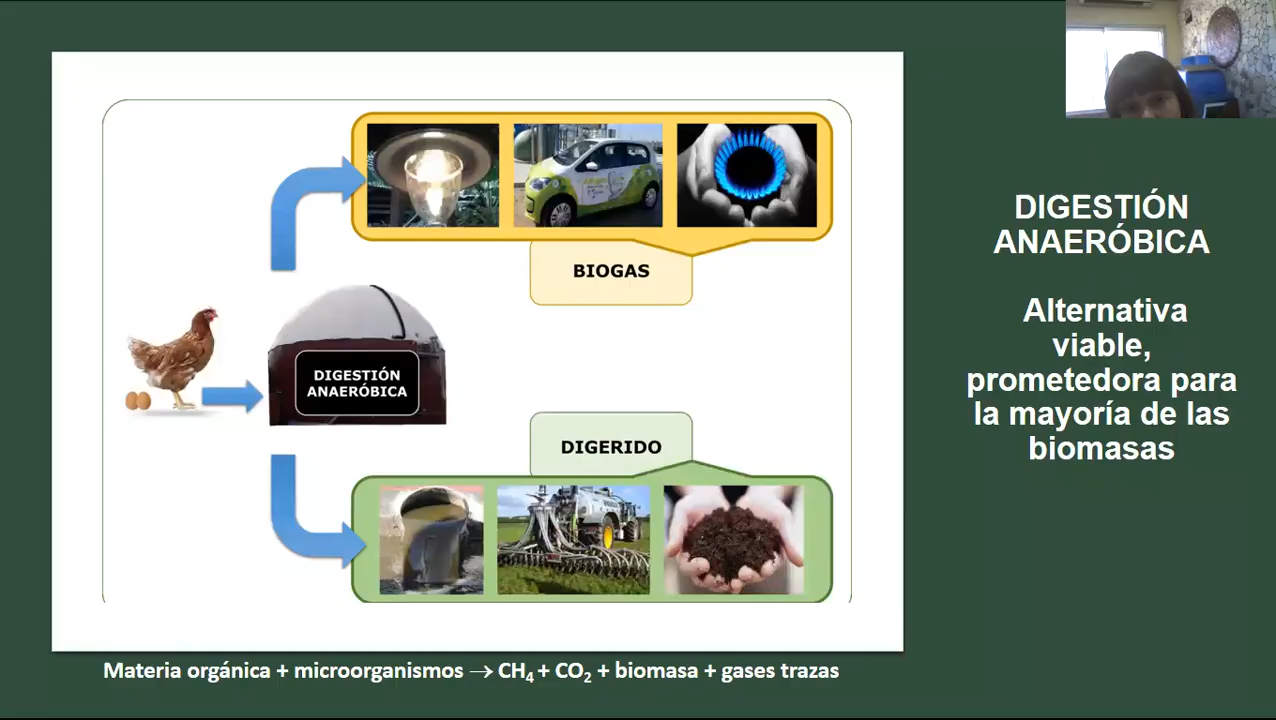 BIOGAS
DIGESTIÓN
ANAERÓBICA
DIGERIDO
DIGESTIÓN
ANAERÓBICA
Alternativa
viable,
prometedora para
la mayoría de las
biomasas
Materia orgánica + microorganismos → CH₄ + CO₂ + biomasa + gases trazas